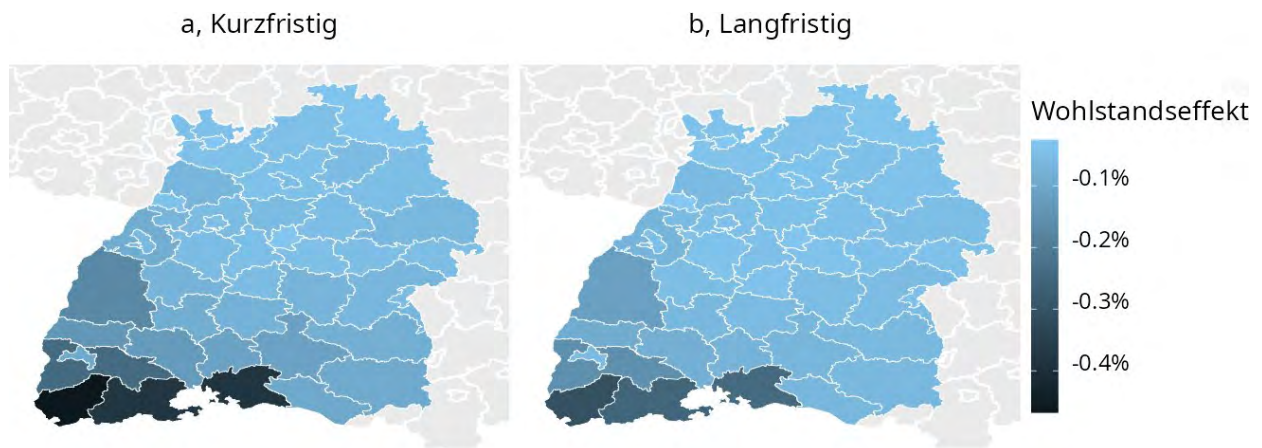 a, Kurzfristig
b, Langfristig
Wohlstandseffekt
-0.1%
-0.2%
-0.3%
-0.4%